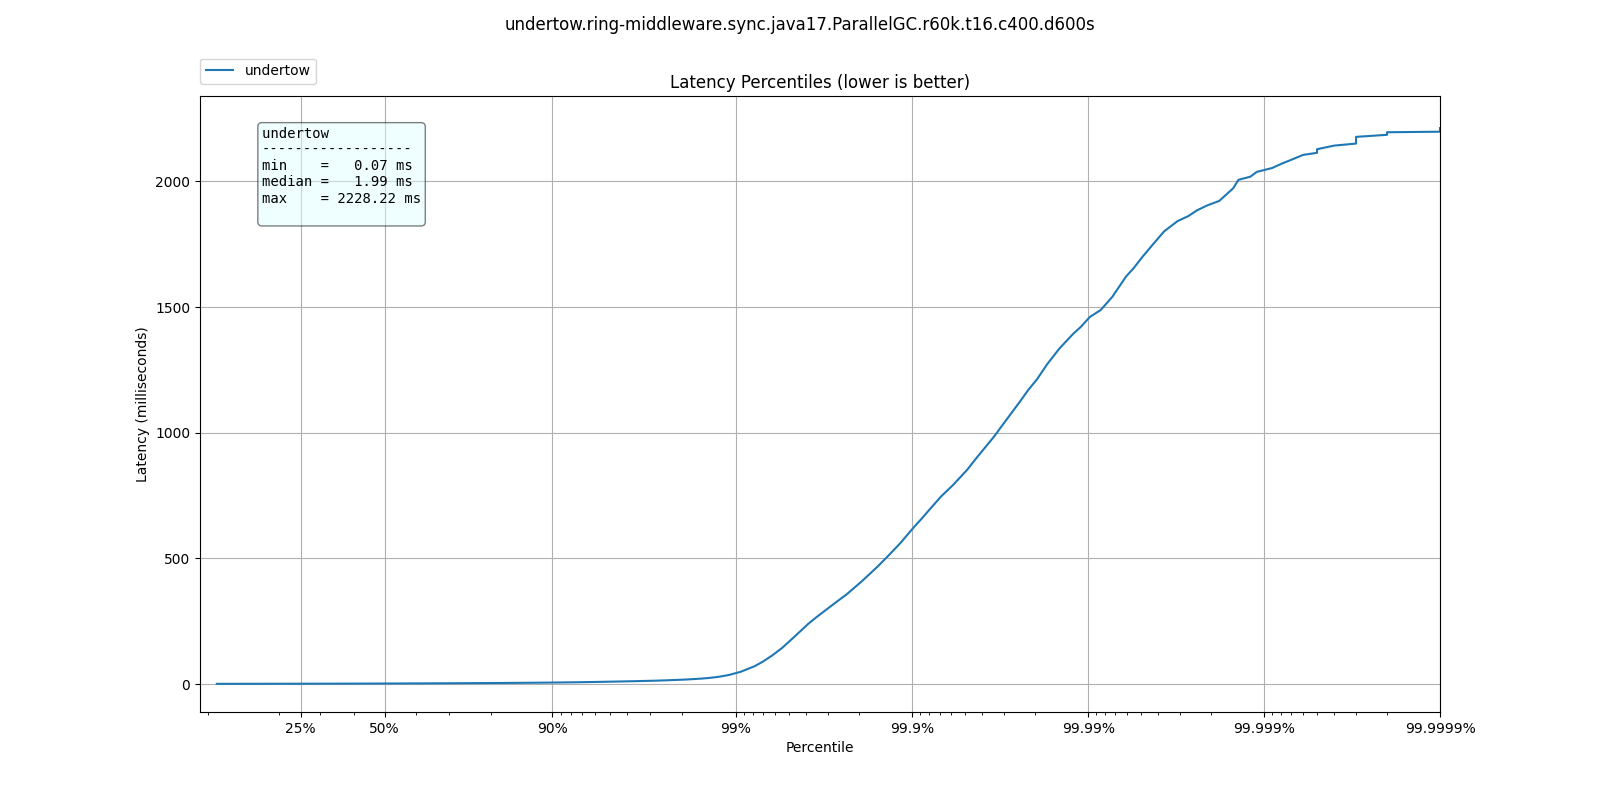 undertow.ring-middleware.sync.java17.ParallelGC.r60k.t16.c400.d600s
undertow
Latency Percentiles (lower is better)
undertow
------------------
min    =   0.07 ms
median =   1.99 ms
max    = 2228.22 ms
2000
1500
1000
500
0
Latency (milliseconds)
25% 50% 90% 99% 99.9% 99.99% 99.999% 99.9999%
Percentile